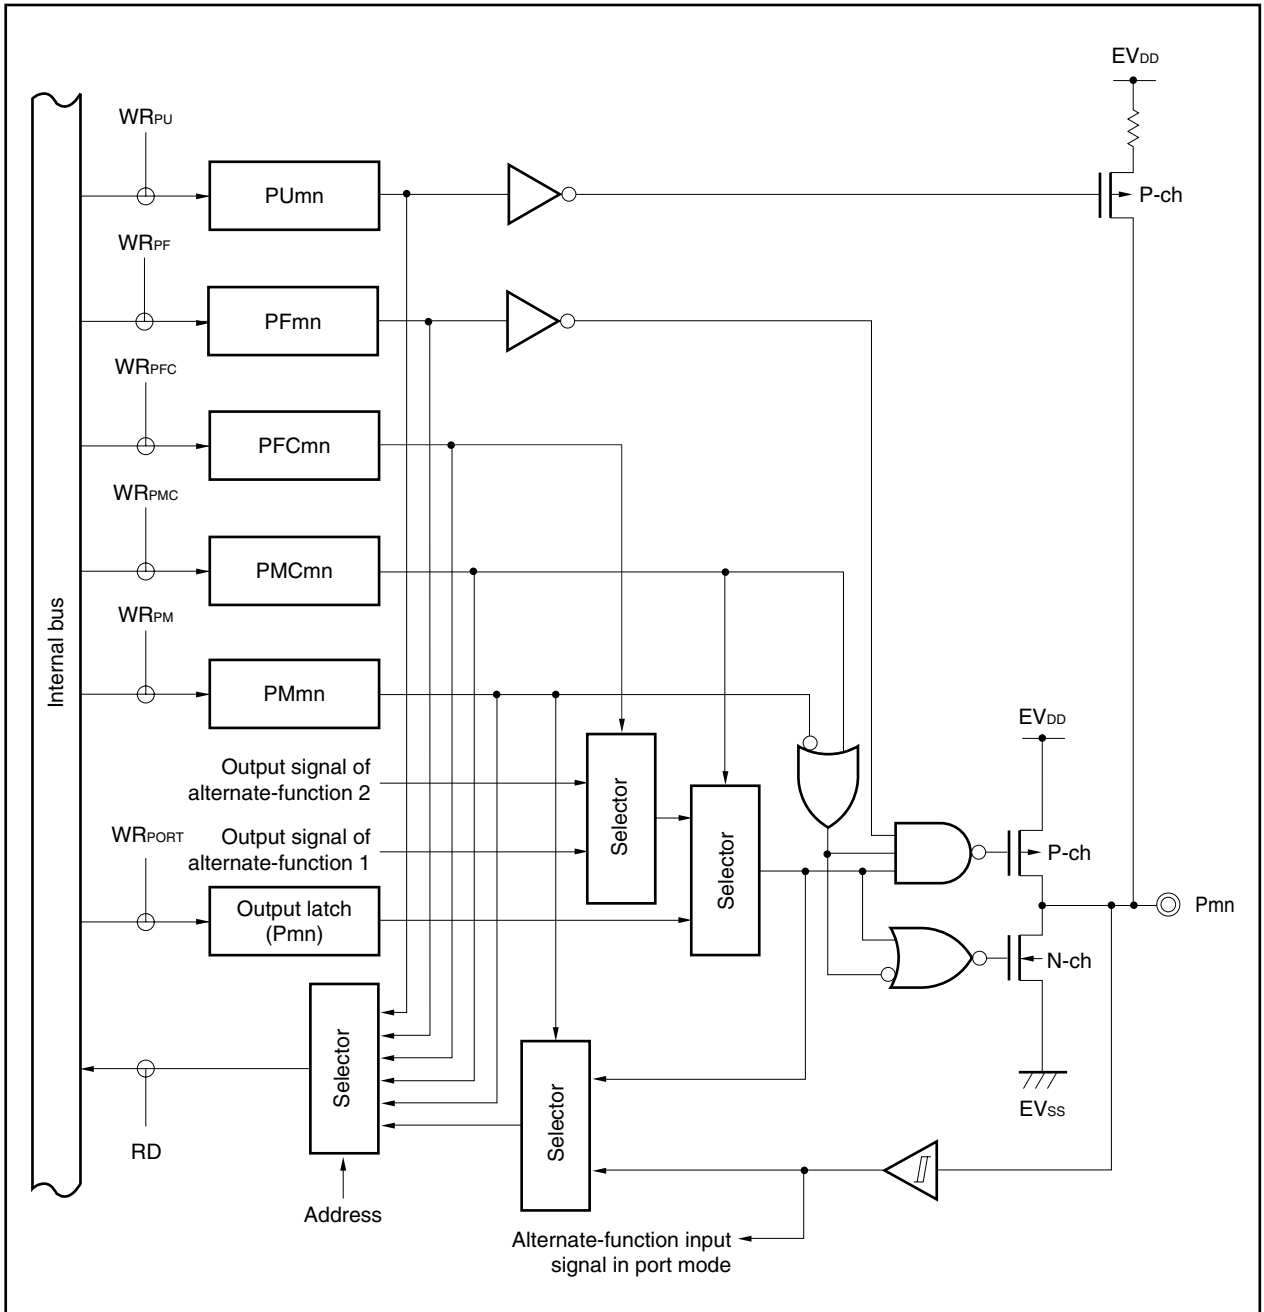 EVDD
WRPU
PUmn
P-ch
WRPF
PFmn
WRPFC
PFCmn
WRPMC
PMCmn
WRPM
PMmn
Internal bus
EVDD
Output signal of
alternate-function 2
Selector
WRPORT
Output signal of
alternate-function 1
Selector
P-ch
Output latch
(Pmn)
Pmn
N-ch
Selector
Selector
EVSS
RD
Address
Alternate-function input
signal in port mode